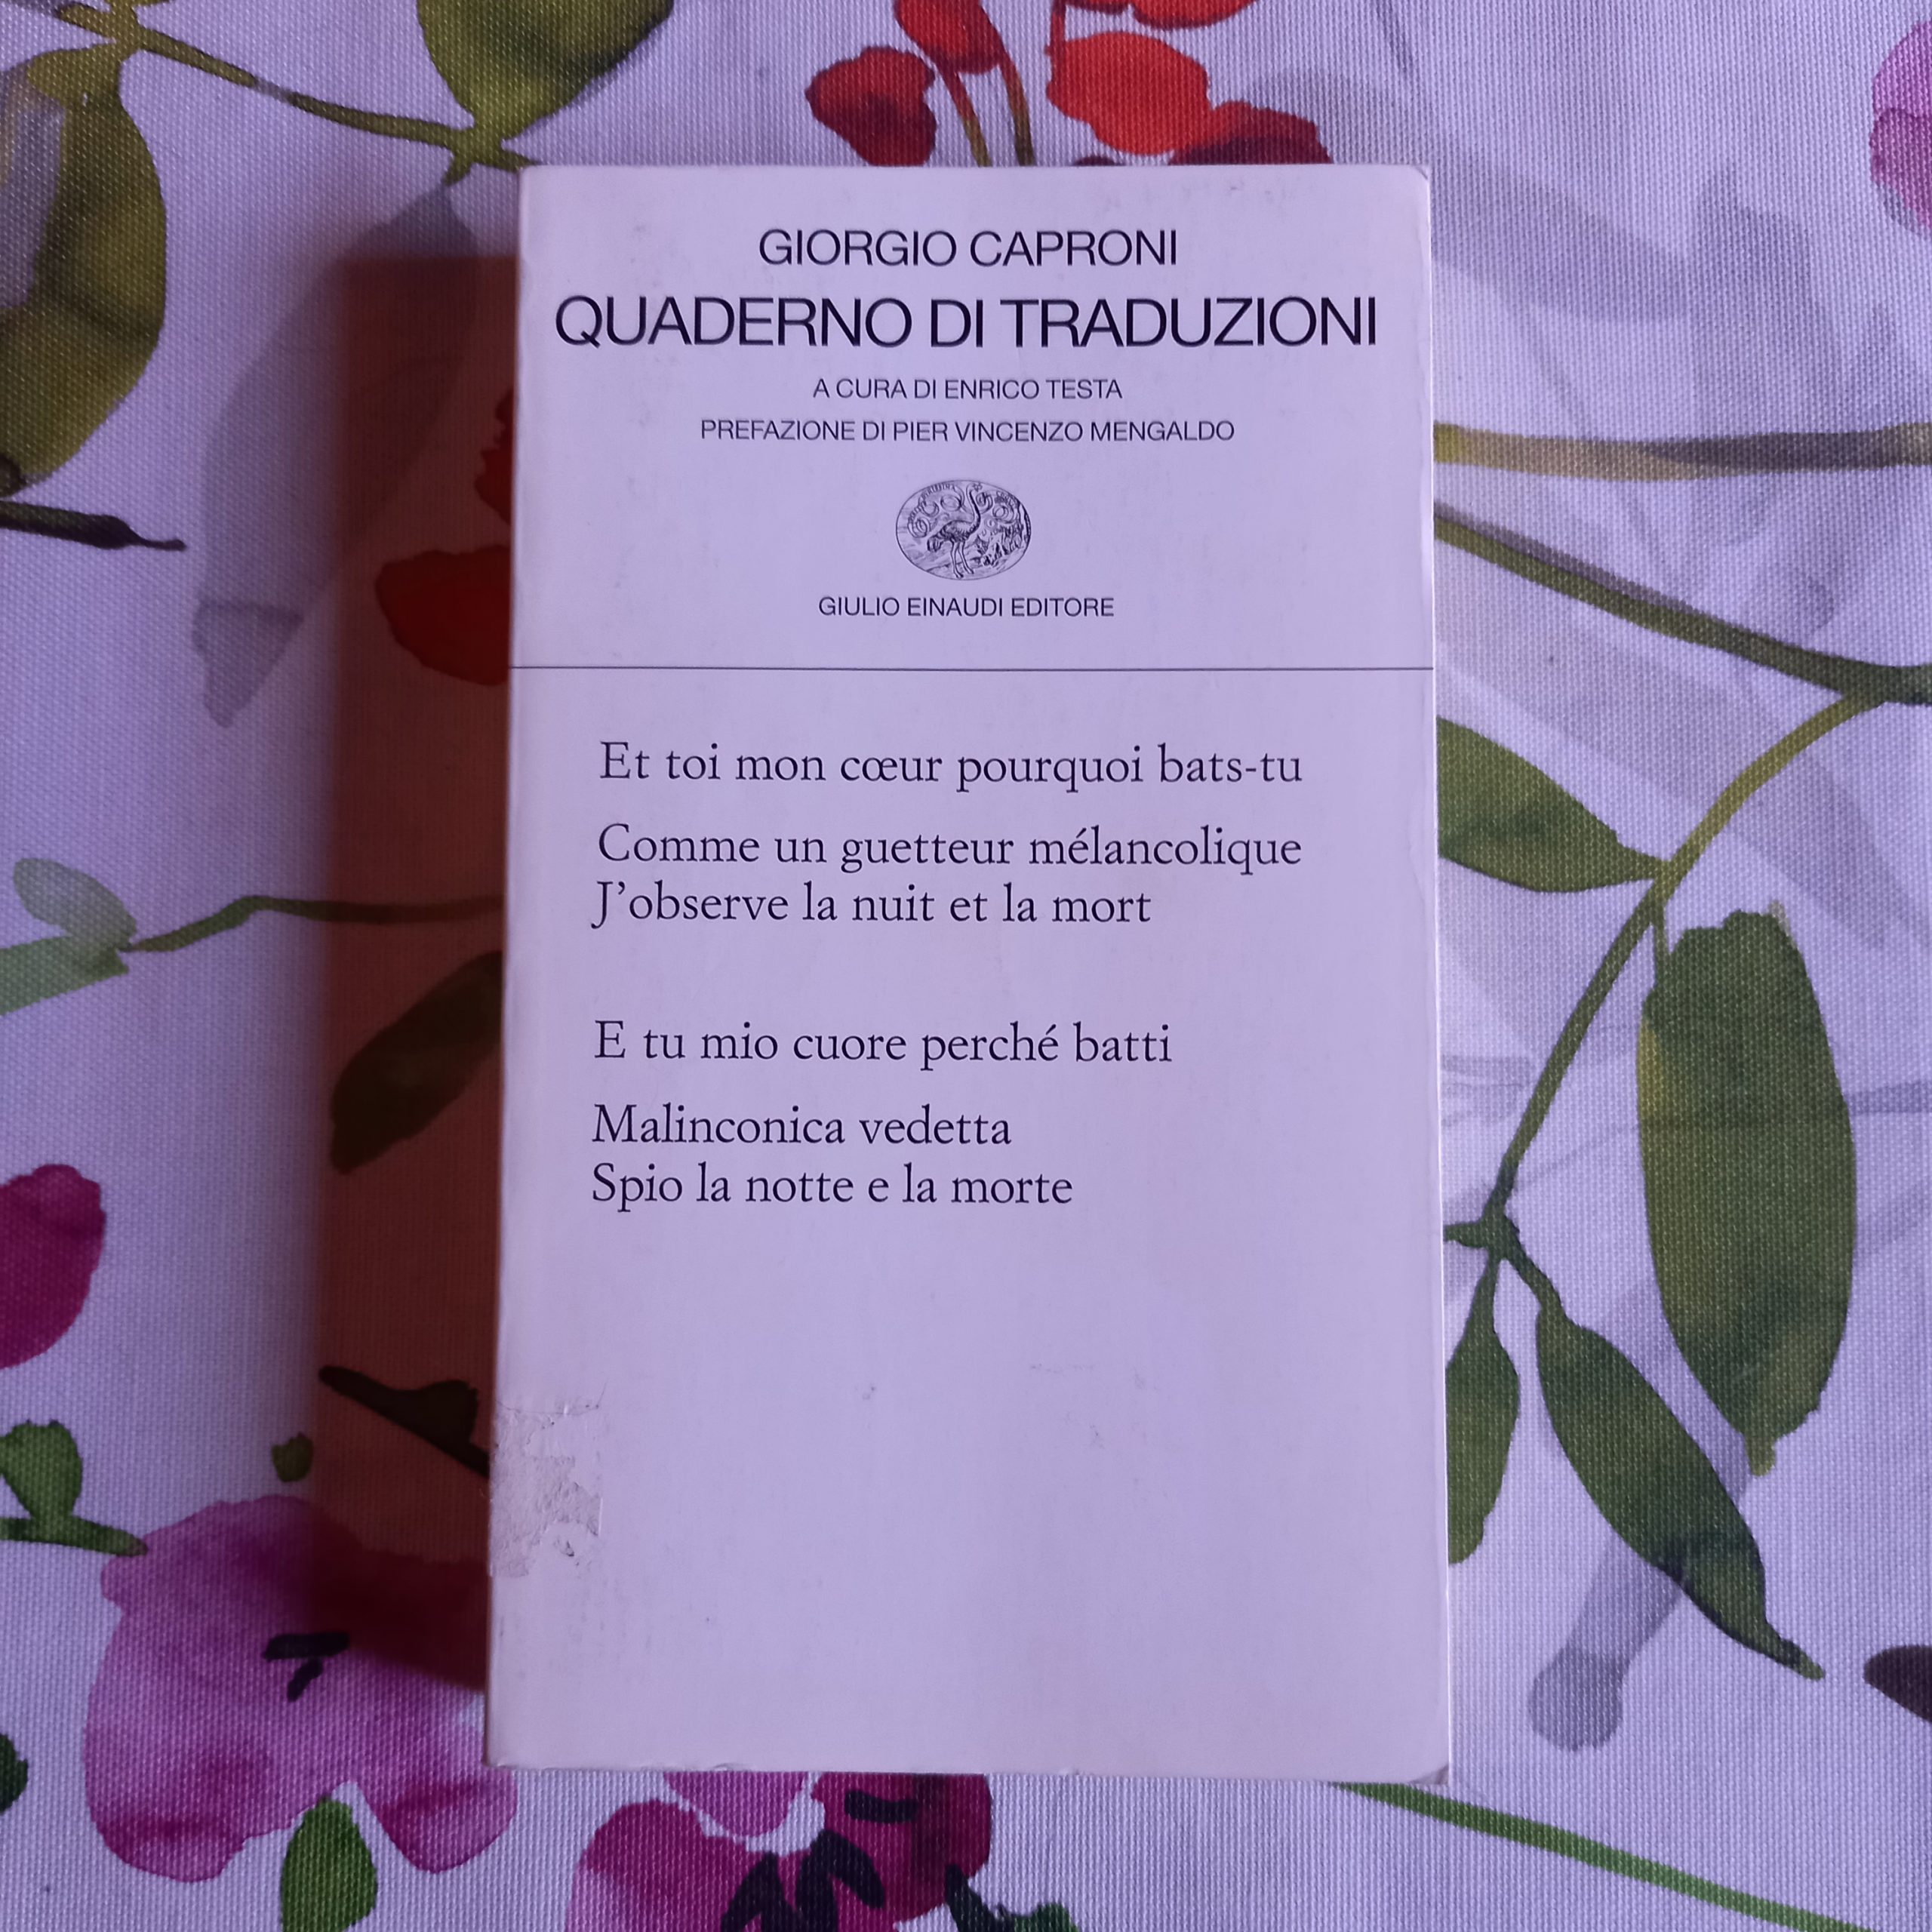 GIORGIO CAPRONI
QUADERNO DI TRADUZIONI
A CURA DI ENRICO TESTA
PREFAZIONE DI PIER VINCENZO MENGALDO
GIULIO EINAUDI EDITORE
Et toi mon cœur pourquoi bats-tu
Comme un guetteur mélancolique
J’observe la nuit et la mort
E tu mio cuore perché batti
Malinconica vedetta
Spio la notte e la morte